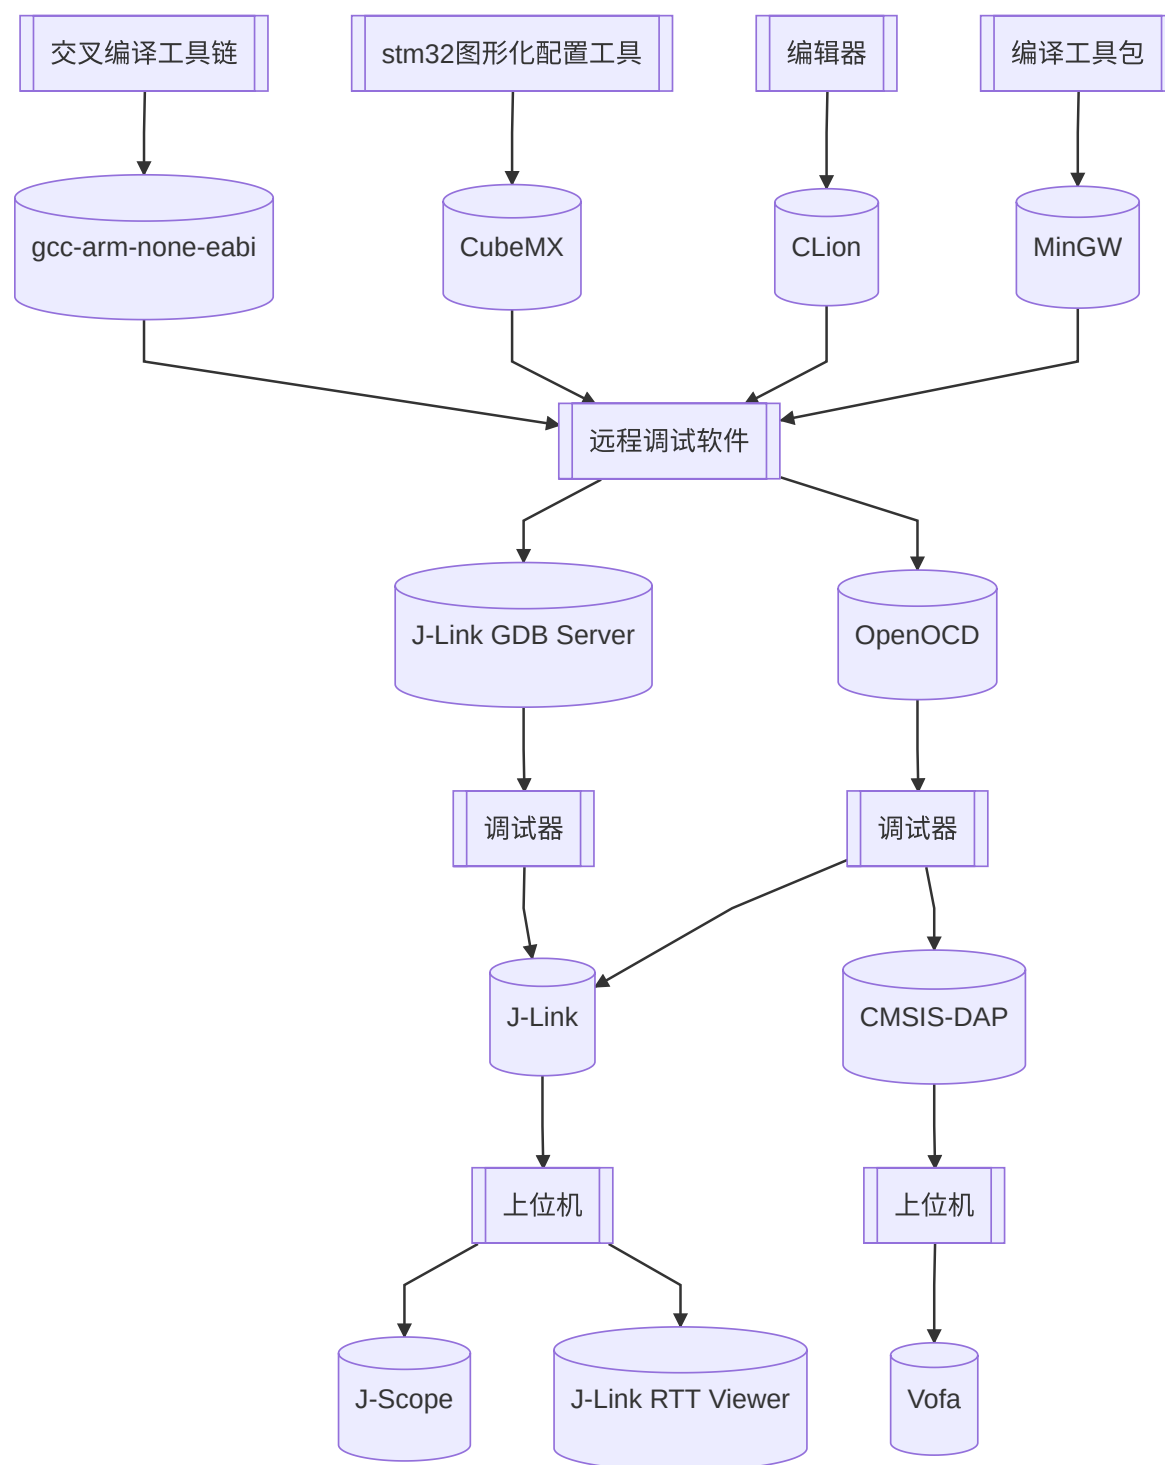 交叉编译工具链
stm32图形化配置工具
编辑器
编译工具包
gcc-arm-none-eabi
CubeMX
CLion
MinGW
远程调试软件
J-Link GDB Server
OpenOCD
调试器
调试器
J-Link
CMSIS-DAP
上位机
上位机
J-Scope
J-Link RTT Viewer
Vofa